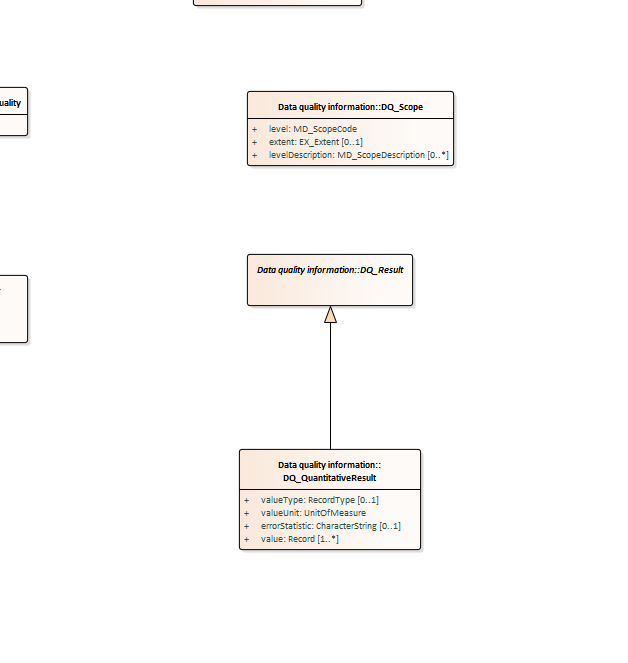 uality
Data quality information::DQ_Scope
+ level: MD_ScopeCode
+ extent: EX_Extent [0..1]
+ levelDescription: MD_ScopeDescription [0..*]
Data quality information::DQ_Result
Data quality information::
DQ_QuantitativeResult
+ valueType: RecordType [0..1]
+ valueUnit: UnitOfMeasure
+ errorStatistic: CharacterString [0..1]
+ value: Record [1..*]